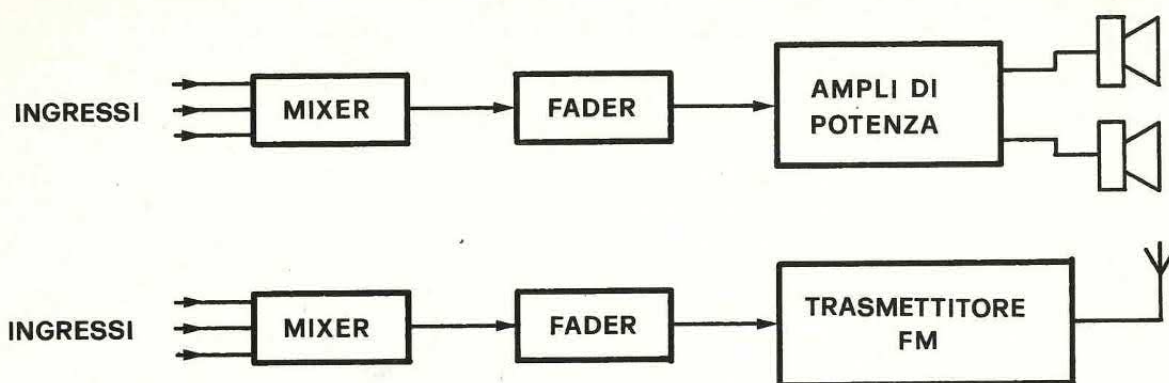 INGRESSI
MIXER
FADER
AMPLI DI
POTENZA
INGRESSI
MIXER
FADER
TRASMETTITORE
FM